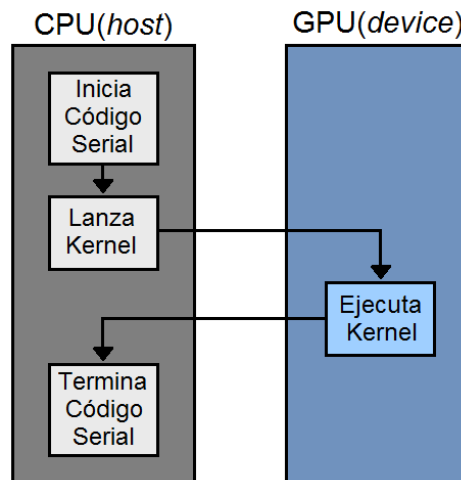 CPU(host)
GPU(device)
Inicia
Código
Serial
Lanza
Kernel
Ejecuta
Kernel
Termina
Código
Serial